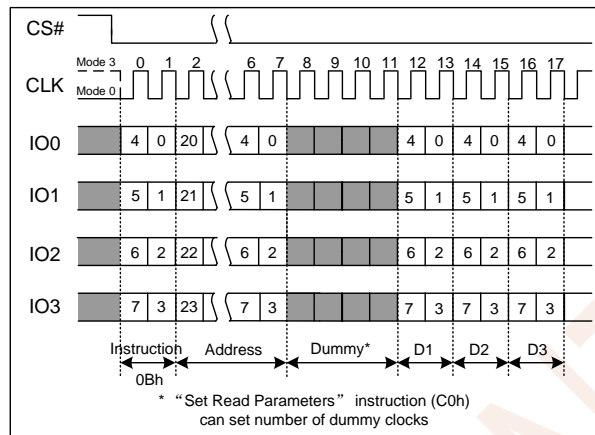 CS#
Mode 3 0 1 2 6 7 8 9 10 11 12 13 14 15 16 17
CLK
Mode 0
IO0 4 0 20 4 0 4 0 4 0 4 0
IO1 5 1 21 5 1 5 1 5 1 5 1
IO2 6 2 22 6 2 6 2 6 2 6 2
IO3 7 3 23 7 3 7 3 7 3 7 3
Instruction Address Dummy* D1 D2 D3
0Bh
* “Set Read Parameters” instruction (C0h)
can set number of dummy clocks